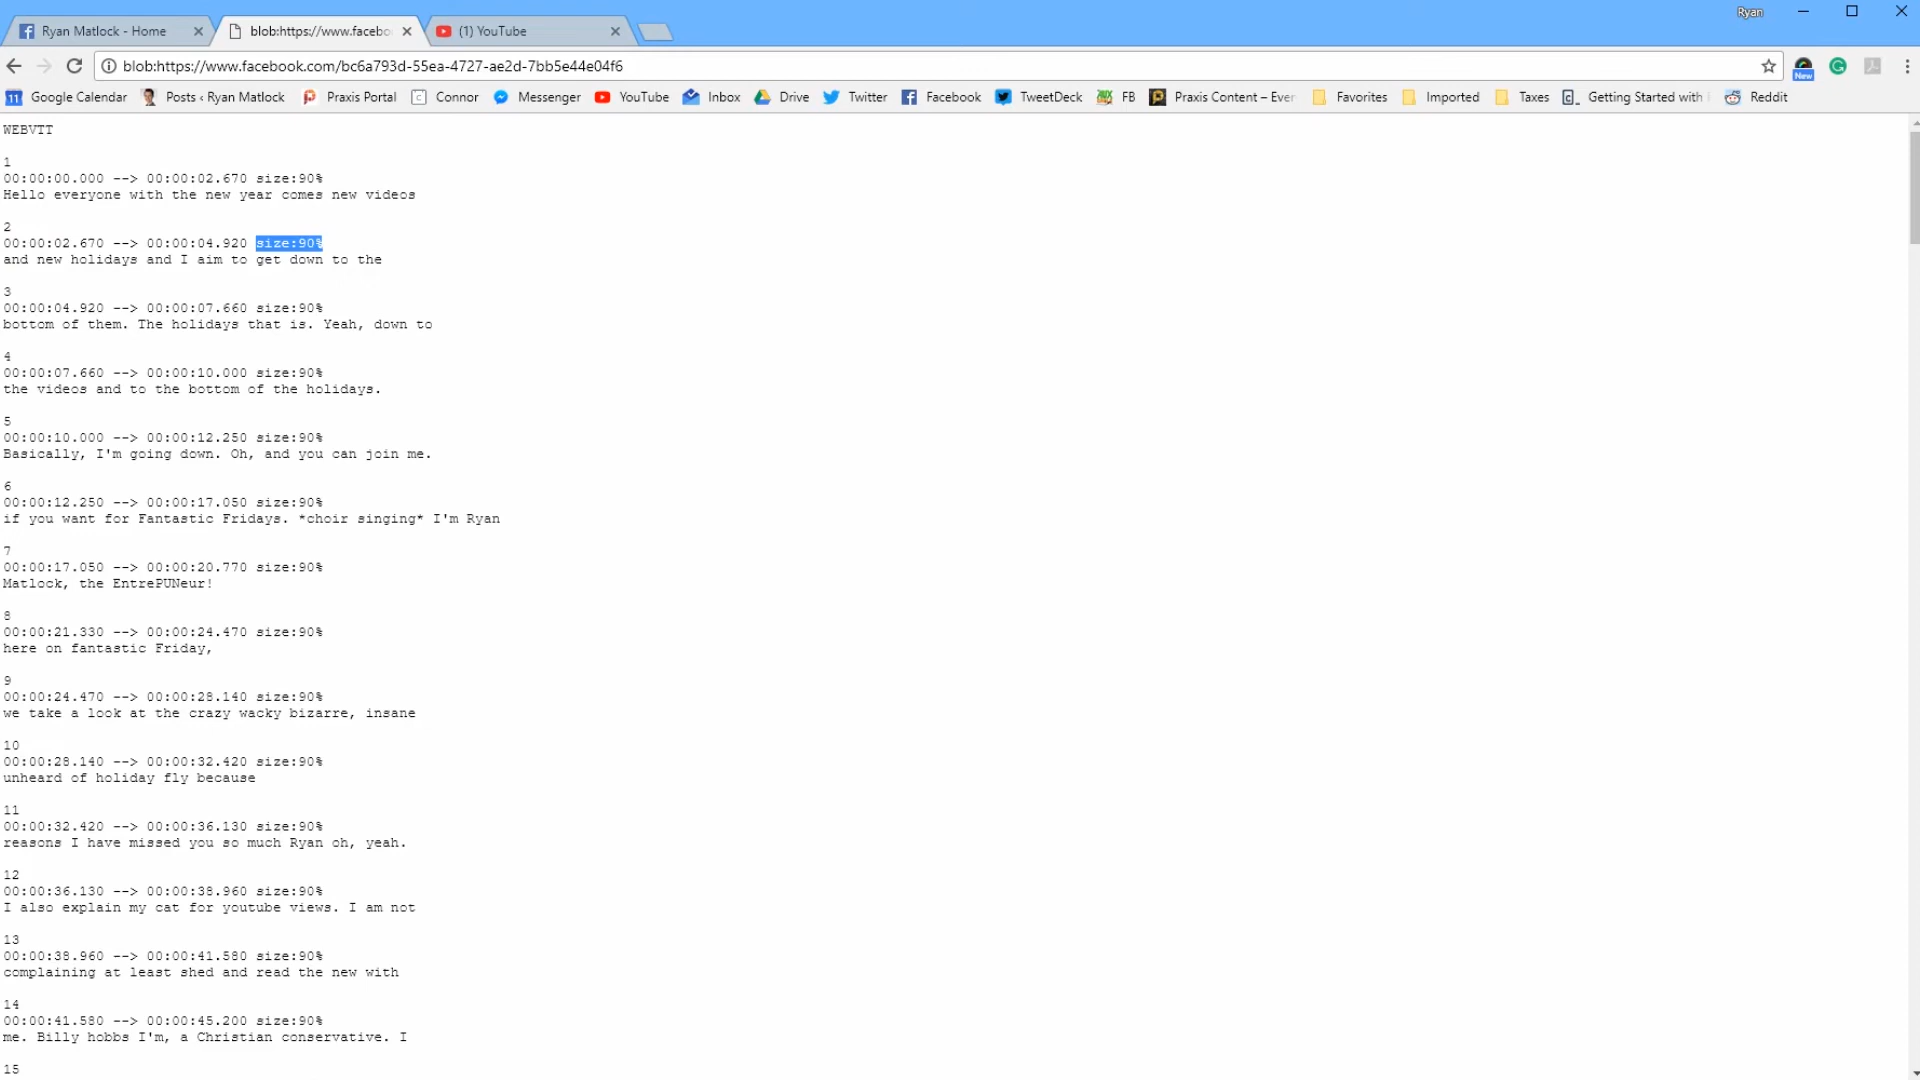 Ryan
Ryan Matlock - Home
blob:https://www.facebo
(1) YouTube
blob:https://www.facebook.com/bc6a793d-55ea-4727-ae2d-7bb5e44e04f6
New
11 Google Calendar Posts ‹ Ryan Matlock Praxis Portal C Connor Messenger YouTube Inbox Drive Twitter Facebook TweetDeck FB Praxis Content – Ever Favorites Imported Taxes Getting Started with Reddit
WEBVTT
1
00:00:00.000 --> 00:00:02.670 size:90%
Hello everyone with the new year comes new videos
2
00:00:02.670 --> 00:00:04.920 size:90%
and new holidays and I aim to get down to the
3
00:00:04.920 --> 00:00:07.660 size:90%
bottom of them. The holidays that is. Yeah, down to
4
00:00:07.660 --> 00:00:10.000 size:90%
the videos and to the bottom of the holidays.
5
00:00:10.000 --> 00:00:12.250 size:90%
Basically, I'm going down. Oh, and you can join me.
6
00:00:12.250 --> 00:00:17.050 size:90%
if you want for Fantastic Fridays. *choir singing* I'm Ryan
7
00:00:17.050 --> 00:00:20.770 size:90%
Matlock, the EntrePUNeur!
8
00:00:21.330 --> 00:00:24.470 size:90%
here on fantastic Friday,
9
00:00:24.470 --> 00:00:28.140 size:90%
we take a look at the crazy wacky bizarre, insane
10
00:00:28.140 --> 00:00:32.420 size:90%
unheard of holiday fly because
11
00:00:32.420 --> 00:00:36.130 size:90%
reasons I have missed you so much Ryan oh, yeah.
12
00:00:36.130 --> 00:00:38.960 size:90%
I also explain my cat for youtube views. I am not
13
00:00:38.960 --> 00:00:41.580 size:90%
complaining at least shed and read the new with
14
00:00:41.580 --> 00:00:45.200 size:90%
me. Billy hobbs I'm, a Christian conservative. I
15